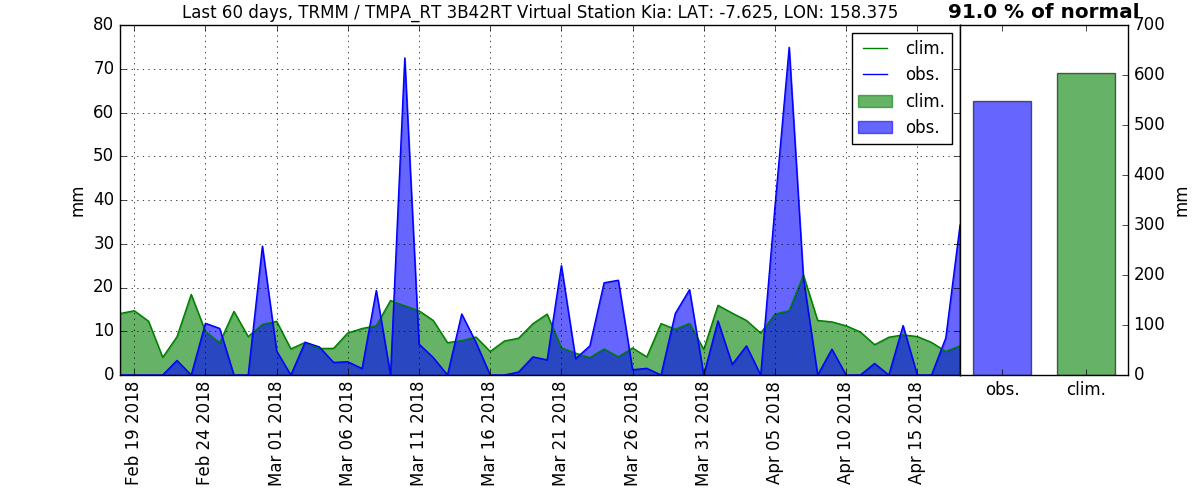 Last 60 days, TRMM / TMPA_RT 3B42RT Virtual Station Kia: LAT: -7.625, LON: 158.375
91.0 % of normal
80
70
60
50
40
30
20
10
0
mm
clim.
obs.
clim.
obs.
700
600
500
400
300
200
100
0
mm
Feb 19 2018
Feb 24 2018
Mar 01 2018
Mar 06 2018
Mar 11 2018
Mar 16 2018
Mar 21 2018
Mar 26 2018
Mar 31 2018
Apr 05 2018
Apr 10 2018
Apr 15 2018
obs.
clim.